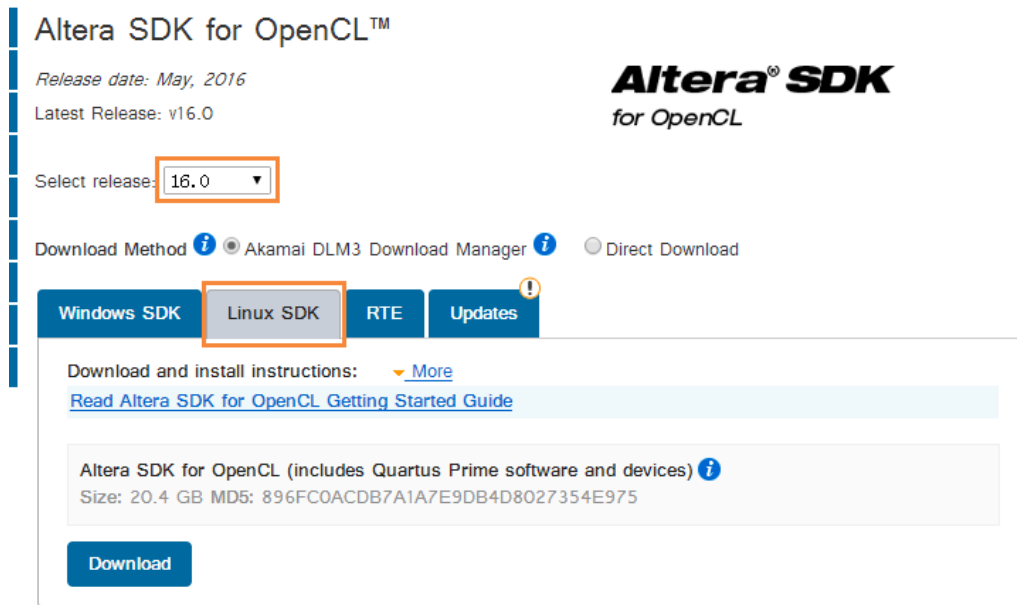 Altera SDK for OpenCL™
Release date: May, 2016
Latest Release: v16.0
Altera® SDK
for OpenCL
Select release: 16.0
Download Method i Akamai DLM3 Download Manager i Direct Download
!
Windows SDK Linux SDK RTE Updates
Download and install instructions: More
Read Altera SDK for OpenCL Getting Started Guide
Altera SDK for OpenCL (includes Quartus Prime software and devices) i
Size: 20.4 GB MD5: 896FC0ACDB7A1A7E9DB4D8027354E975
Download